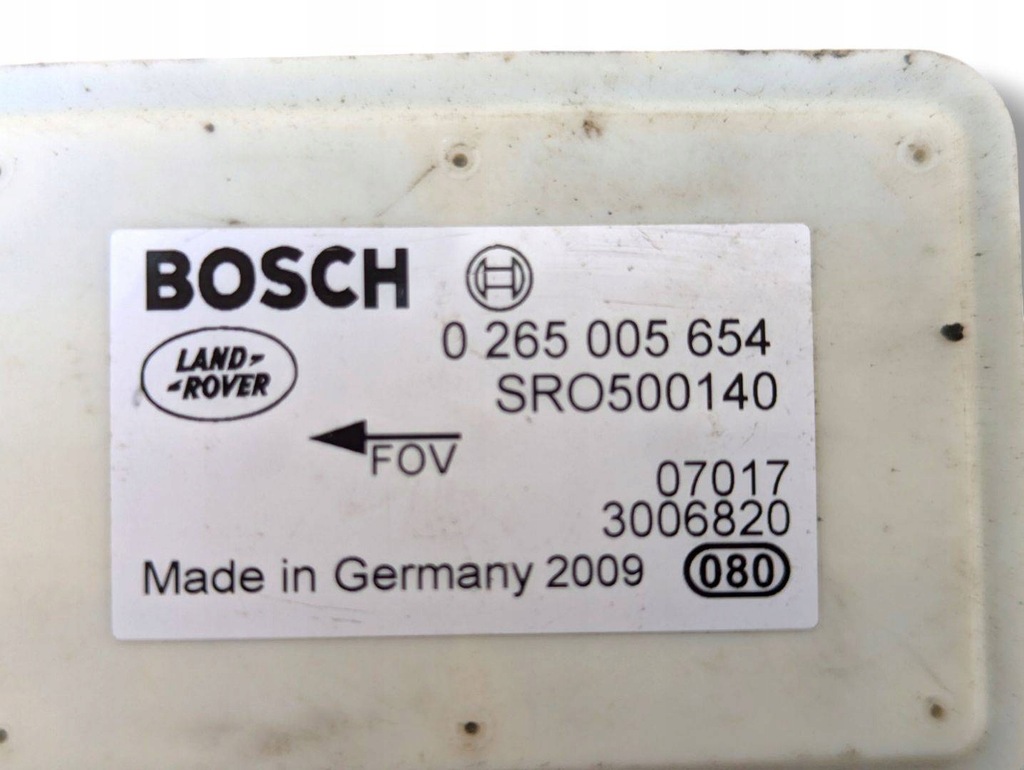 BOSCH
0 265 005 654
LAND-
-ROVER
SRO500140
FOV
07017
3006820
Made in Germany 2009 080